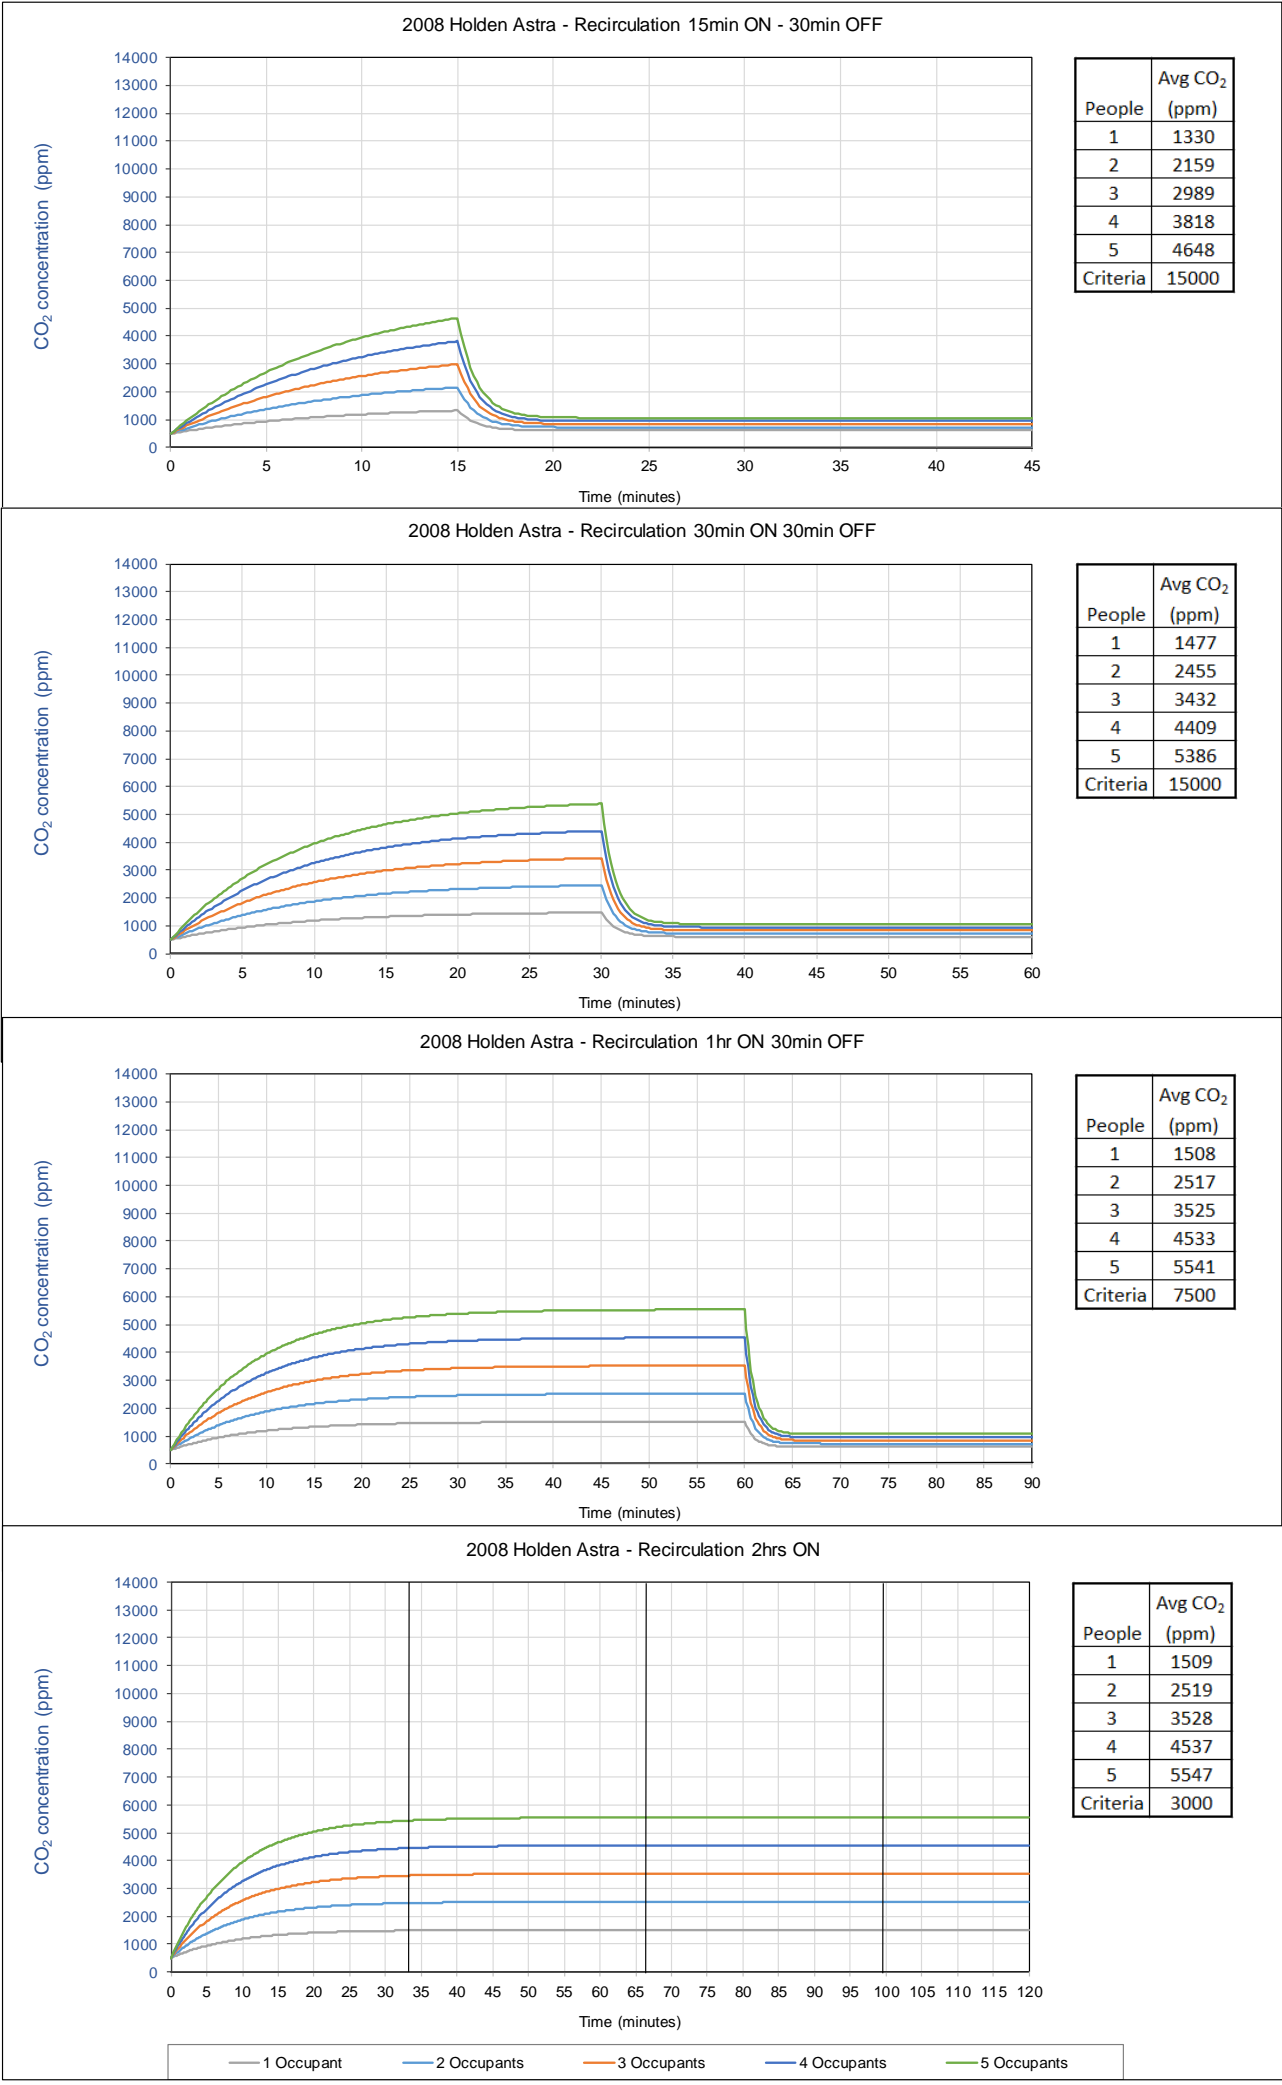 2008 Holden Astra - Recirculation 15min ON - 30min OFF
CO2 concentration (ppm)
14000
13000
12000
11000
10000
9000
8000
7000
6000
5000
4000
3000
2000
1000
0
0 5 10 15 20 25 30 35 40 45
Time (minutes)
Avg CO2
People (ppm)
1 1330
2 2159
3 2989
4 3818
5 4648
Criteria 15000
2008 Holden Astra - Recirculation 30min ON 30min OFF
CO2 concentration (ppm)
14000
13000
12000
11000
10000
9000
8000
7000
6000
5000
4000
3000
2000
1000
0
0 5 10 15 20 25 30 35 40 45 50 55 60
Time (minutes)
Avg CO2
People (ppm)
1 1477
2 2455
3 3432
4 4409
5 5386
Criteria 15000
2008 Holden Astra - Recirculation 1hr ON 30min OFF
CO2 concentration (ppm)
14000
13000
12000
11000
10000
9000
8000
7000
6000
5000
4000
3000
2000
1000
0
0 5 10 15 20 25 30 35 40 45 50 55 60 65 70 75 80 85 90
Time (minutes)
Avg CO2
People (ppm)
1 1508
2 2517
3 3525
4 4533
5 5541
Criteria 7500
2008 Holden Astra - Recirculation 2hrs ON
CO2 concentration (ppm)
14000
13000
12000
11000
10000
9000
8000
7000
6000
5000
4000
3000
2000
1000
0
0 5 10 15 20 25 30 35 40 45 50 55 60 65 70 75 80 85 90 95 100 105 110 115 120
Time (minutes)
Avg CO2
People (ppm)
1 1509
2 2519
3 3528
4 4537
5 5547
Criteria 3000
1 Occupant 2 Occupants 3 Occupants 4 Occupants 5 Occupants